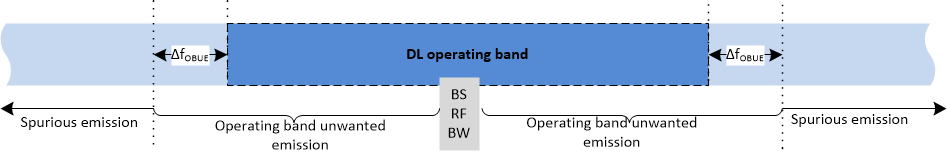 ΔfOBUE
DL operating band
ΔfOBUE
BS
RF
BW
Spurious emission
Operating band unwanted
emission
Operating band unwanted
emission
Spurious emission